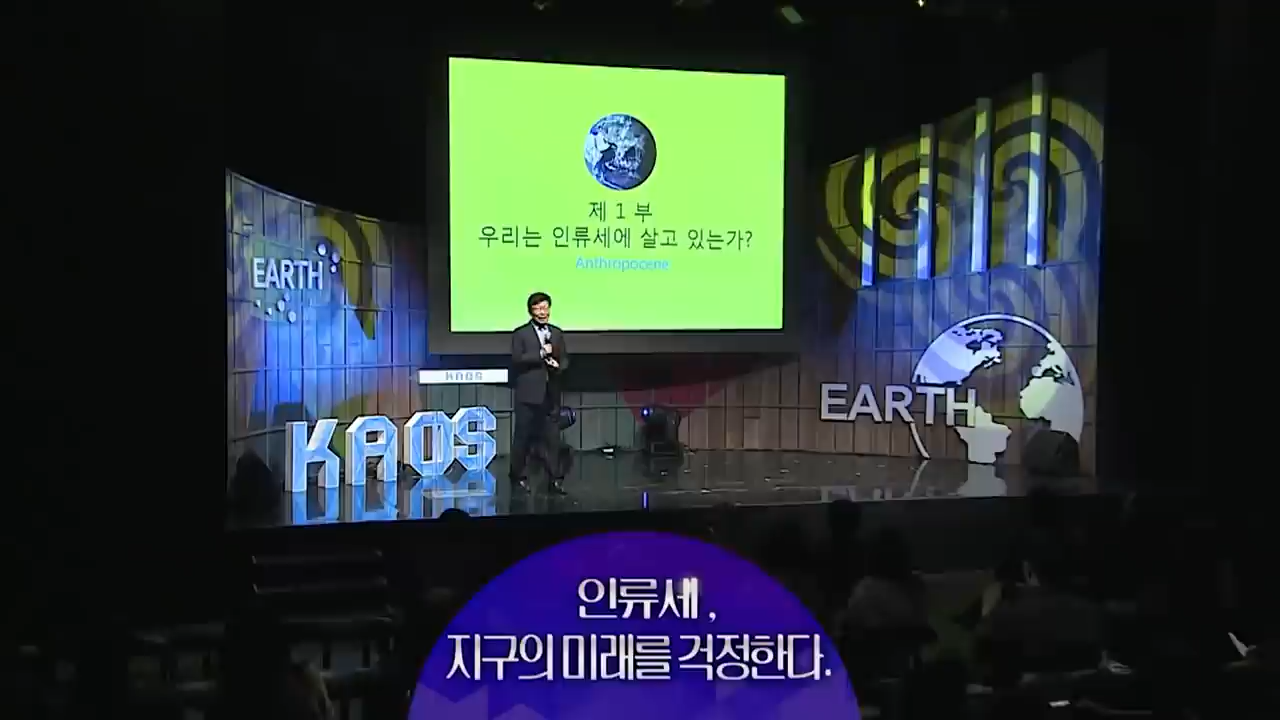 제 1 부
우리는 인류세에 살고 있는가?
Anthropocene
EARTH
KAOS
KAOS
EARTH
인류세,
지구의 미래를 걱정한다.